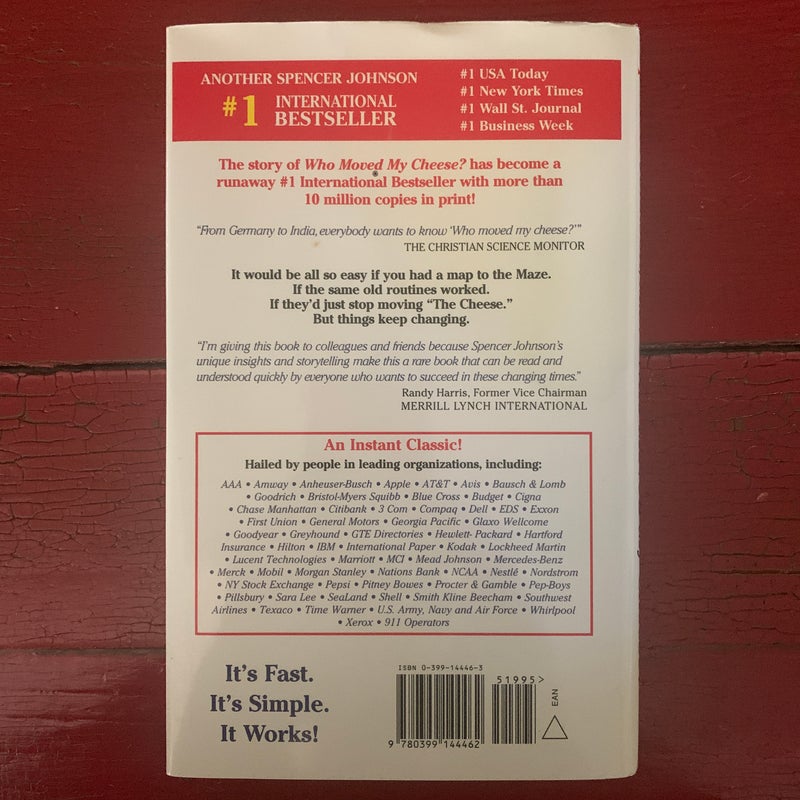 ANOTHER SPENCER JOHNSON
#1 INTERNATIONAL
BESTSELLER
#1 USA Today
#1 New York Times
#1 Wall St. Journal
#1 Business Week
The story of Who Moved My Cheese? has become a
runaway #1 International Bestseller with more than
10 million copies in print!
"From Germany to India, everybody wants to know 'Who moved my cheese?'"
THE CHRISTIAN SCIENCE MONITOR
It would be all so easy if you had a map to the Maze.
If the same old routines worked.
If they'd just stop moving "The Cheese."
But things keep changing.
"I'm giving this book to colleagues and friends because Spencer Johnson's
unique insights and storytelling make this a rare book that can be read and
understood quickly by everyone who wants to succeed in these changing times."
Randy Harris, Former Vice Chairman
MERRILL LYNCH INTERNATIONAL
An Instant Classic!
Hailed by people in leading organizations, including:
AAA • Amway • Anheuser-Busch • Apple • AT&T • Avis • Bausch & Lomb
• Goodrich • Bristol-Myers Squibb • Blue Cross • Budget • Cigna
• Chase Manhattan • Citibank • 3 Com • Compaq • Dell • EDS • Exxon
• First Union • General Motors • Georgia Pacific • Glaxo Wellcome
• Goodyear • Greyhound • GTE Directories • Hewlett- Packard • Hartford
Insurance • Hilton • IBM • International Paper • Kodak • Lockheed Martin
• Lucent Technologies • Marriott • MCI • Mead Johnson • Mercedes-Benz
• Merck • Mobil • Morgan Stanley • Nations Bank • NCAA • Nestlé • Nordstrom
• NY Stock Exchange • Pepsi • Pitney Bowes • Procter & Gamble • Pep-Boys
• Pillsbury • Sara Lee • SeaLand • Shell • Smith Kline Beecham • Southwest
Airlines • Texaco • Time Warner • U.S. Army, Navy and Air Force • Whirlpool
• Xerox • 911 Operators
It's Fast.
It's Simple.
It Works!
ISBN 0-399-14446-3
51995>
9 780399 144462
EAN